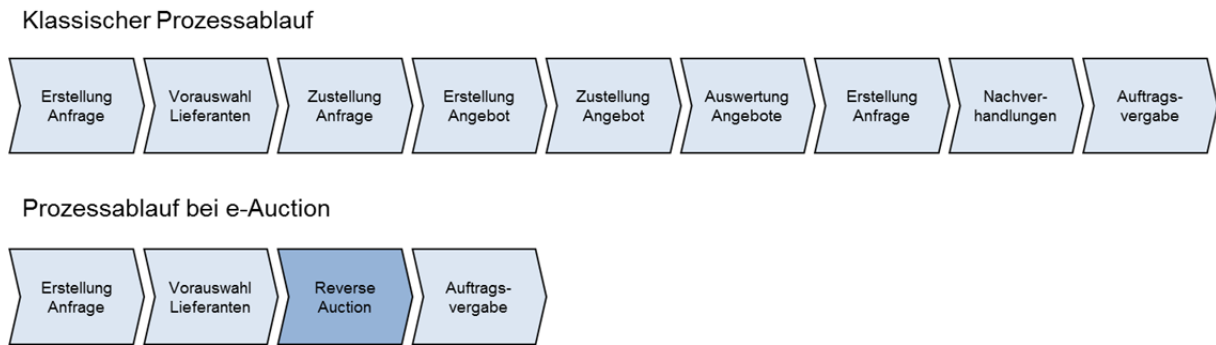 Klassischer Prozessablauf
Erstellung
Anfrage
Vorauswahl
Lieferanten
Zustellung
Anfrage
Erstellung
Angebot
Zustellung
Angebot
Auswertung
Angebote
Erstellung
Anfrage
Nachver-
handlungen
Auftrags-
vergabe
Prozessablauf bei e-Auction
Erstellung
Anfrage
Vorauswahl
Lieferanten
Reverse
Auction
Auftrags-
vergabe